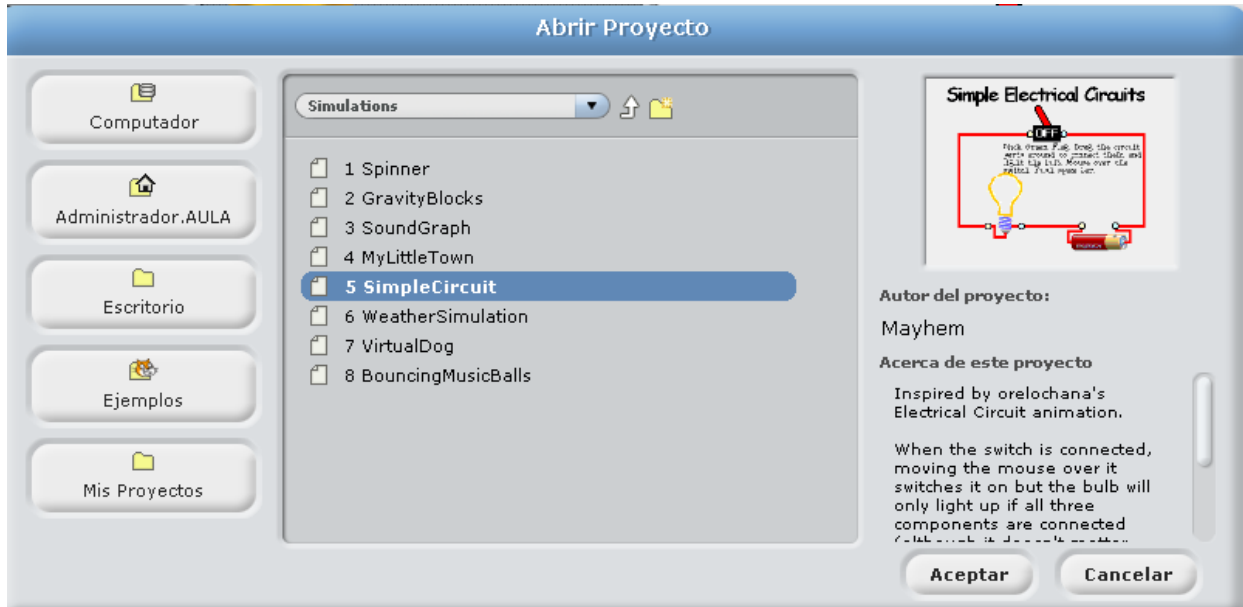 Abrir Proyecto
Computador
Administrador.AULA
Escritorio
Ejemplos
Mis Proyectos
Simulations
1 Spinner
2 GravityBlocks
3 SoundGraph
4 MyLittleTown
5 SimpleCircuit
6 WeatherSimulation
7 VirtualDog
8 BouncingMusicBalls
Simple Electrical Circuits
OFF
Autor del proyecto:
Mayhem
Acerca de este proyecto
Inspired by orelochana's
Electrical Circuit animation.
When the switch is connected,
moving the mouse over it
switches it on but the bulb will
only light up if all three
components are connected
Aceptar
Cancelar